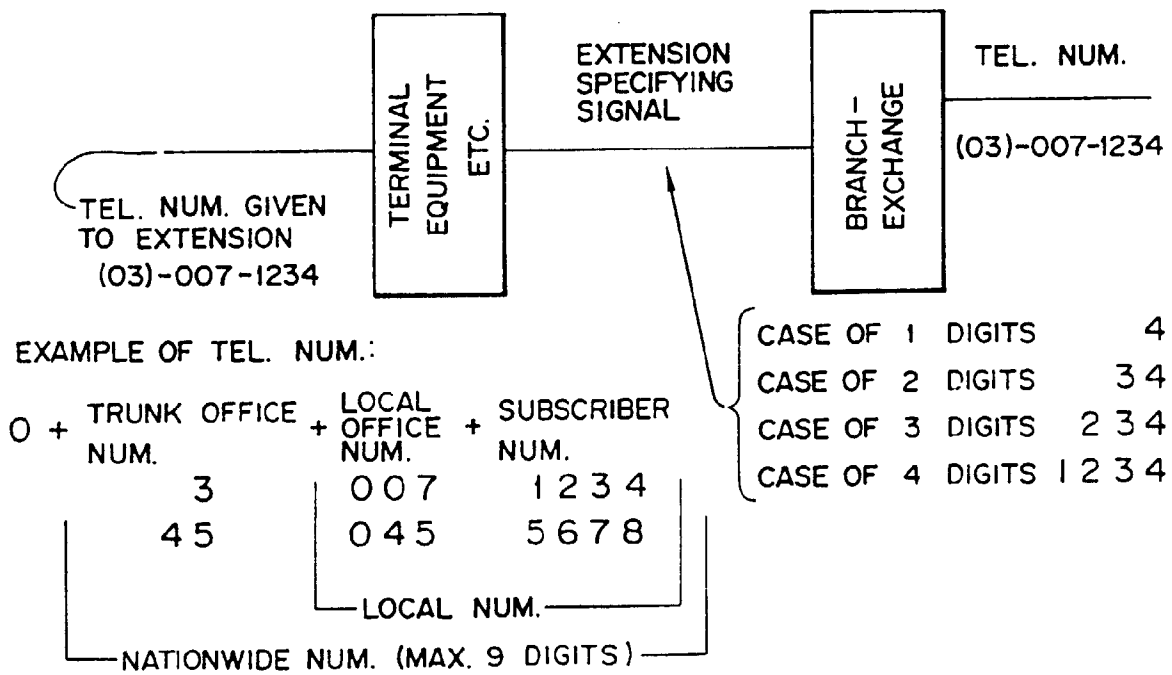 EXTENSION
SPECIFYING
SIGNAL
TEL. NUM.
TERMINAL
EQUIPMENT
ETC.
BRANCH-
EXCHANGE
(03)-007-1234
TEL. NUM. GIVEN
TO EXTENSION
(03)-007-1234
CASE OF 1 DIGITS 4
CASE OF 2 DIGITS 34
CASE OF 3 DIGITS 234
CASE OF 4 DIGITS 1234
EXAMPLE OF TEL. NUM.:
0 + TRUNK OFFICE NUM. + LOCAL OFFICE NUM. + SUBSCRIBER NUM.
3 007 1234
45 045 5678
LOCAL NUM.
NATIONWIDE NUM. (MAX. 9 DIGITS)